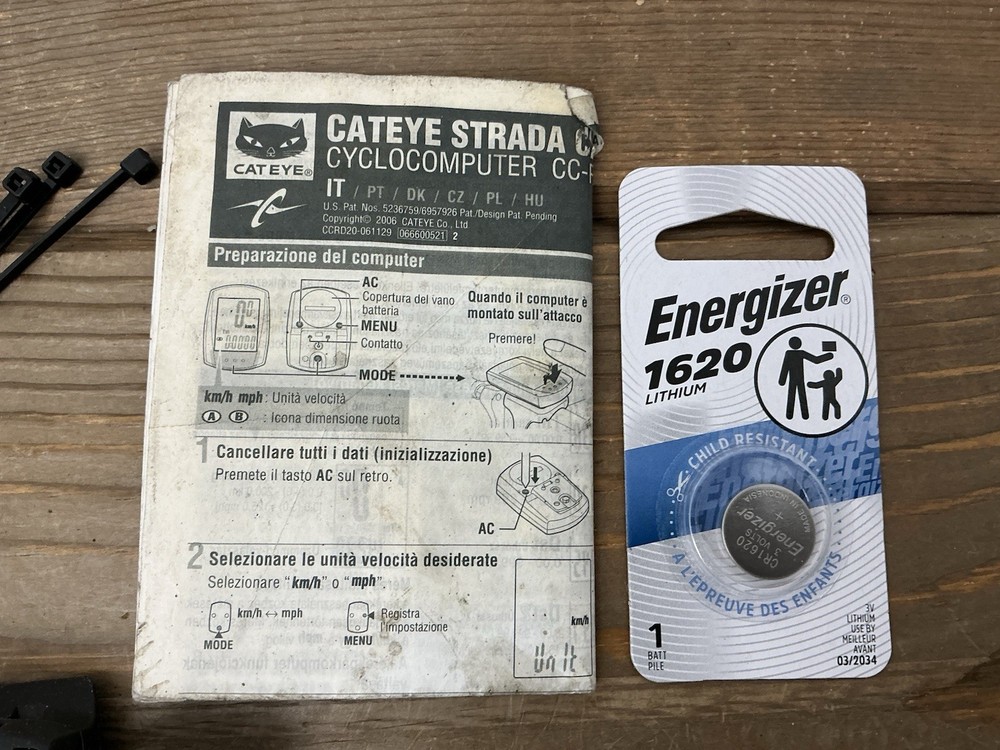 CATEYE®
CATEYE STRADA
CYCLOCOMPUTER CC-
IT / PT / DK / CZ / PL / HU
U.S. Pat. Nos. 5236759/6957926 Pat./Design Pat. Pending
Copyright© 2006 CATEYE Co., Ltd
CCRD20-061129 066600521 2
Preparazione del computer
AC
Copertura del vano
batteria
MENU
Contatto
MODE
km/h
Quando il computer è
montato sull'attacco
Premere!
km/h mph : Unità velocità
A B : Icona dimensione ruota
1 Cancellare tutti i dati (inizializzazione)
Premete il tasto AC sul retro.
AC
2 Selezionare le unità velocità desiderate
Selezionare "km/h" o "mph".
km/h ↔ mph
MODE
Registra
l'impostazione
MENU
km/h
Unit
Energizer®
1620
LITHIUM
CHILD RESISTANT
MADE IN INDONESIA
+
Energizer
3 VOLTS
CR1620
À L'ÉPREUVE DES ENFANTS
1
BATT
PILE
3V
LITHIUM
USE BY
MEILLEUR
AVANT
03/2034